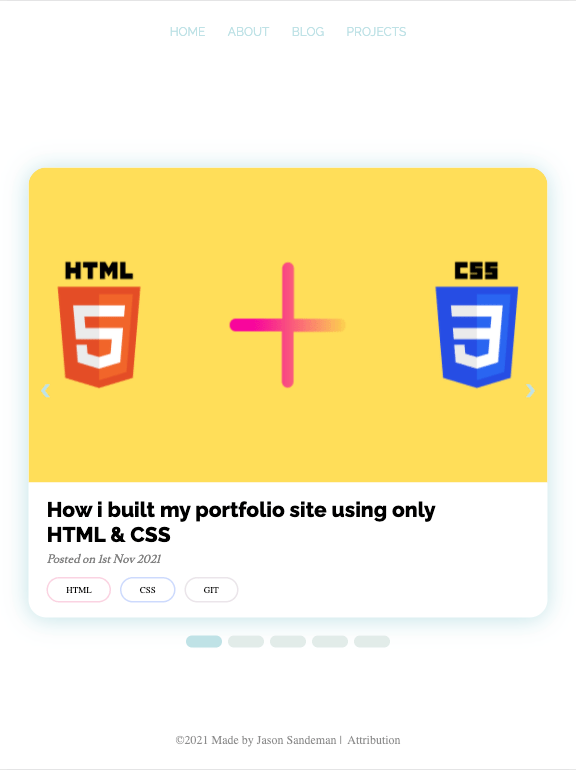 HOME ABOUT BLOG PROJECTS
HTML CSS
5 3
How i built my portfolio site using only
HTML & CSS
Posted on 1st Nov 2021
HTML CSS GIT
©2021 Made by Jason Sandeman | Attribution